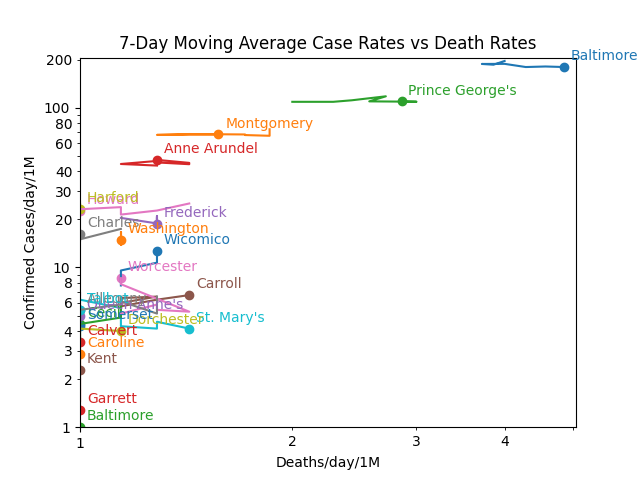 7-Day Moving Average Case Rates vs Death Rates
Baltimore
Prince George's
Montgomery
Anne Arundel
Harford
Howard
Frederick
Charles
Washington
Wicomico
Worcester
Carroll
Queen Anne's
Somerset
St. Mary's
Dorchester
Calvert
Caroline
Kent
Garrett
Baltimore
200
100
80
60
40
30
20
10
8
6
4
3
2
1
1
2
3
4
Confirmed Cases/day/1M
Deaths/day/1M